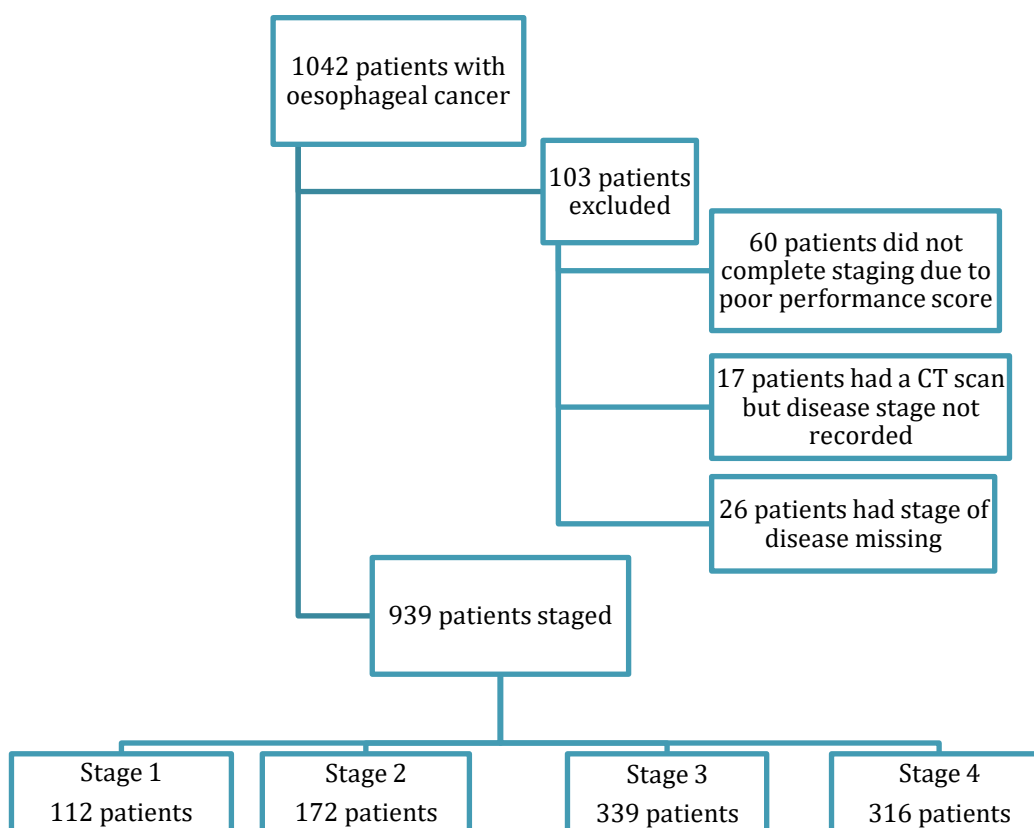 1042 patients with
oesophageal cancer
103 patients
excluded
60 patients did not
complete staging due to
poor performance score
17 patients had a CT scan
but disease stage not
recorded
26 patients had stage of
disease missing
939 patients staged
Stage 1
112 patients
Stage 2
172 patients
Stage 3
339 patients
Stage 4
316 patients